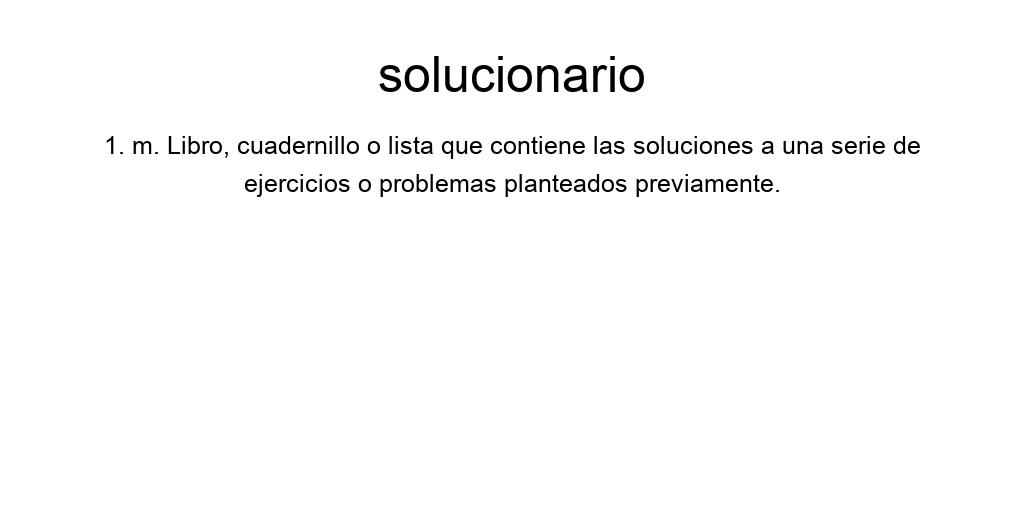 solucionario
1. m. Libro, cuadernillo o lista que contiene las soluciones a una serie de
ejercicios o problemas planteados previamente.